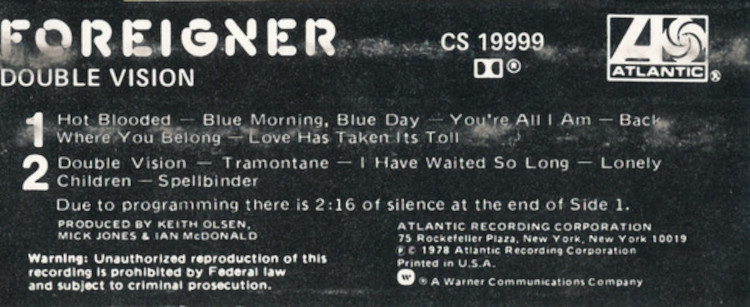 FOREIGNER
DOUBLE VISION
CS 19999
ATLANTIC®
1 Hot Blooded — Blue Morning, Blue Day — You're All I Am — Back
Where You Belong — Love Has Taken Its Toll
2 Double Vision — Tramontane — I Have Waited So Long — Lonely
Children — Spellbinder
Due to programming there is 2:16 of silence at the end of Side 1.
PRODUCED BY KEITH OLSEN,
MICK JONES & IAN McDONALD
Warning: Unauthorized reproduction of this
recording is prohibited by Federal law
and subject to criminal prosecution.
ATLANTIC RECORDING CORPORATION
75 Rockefeller Plaza, New York, New York 10019
℗ © 1978 Atlantic Recording Corporation
Printed in U.S.A.
® A Warner Communications Company